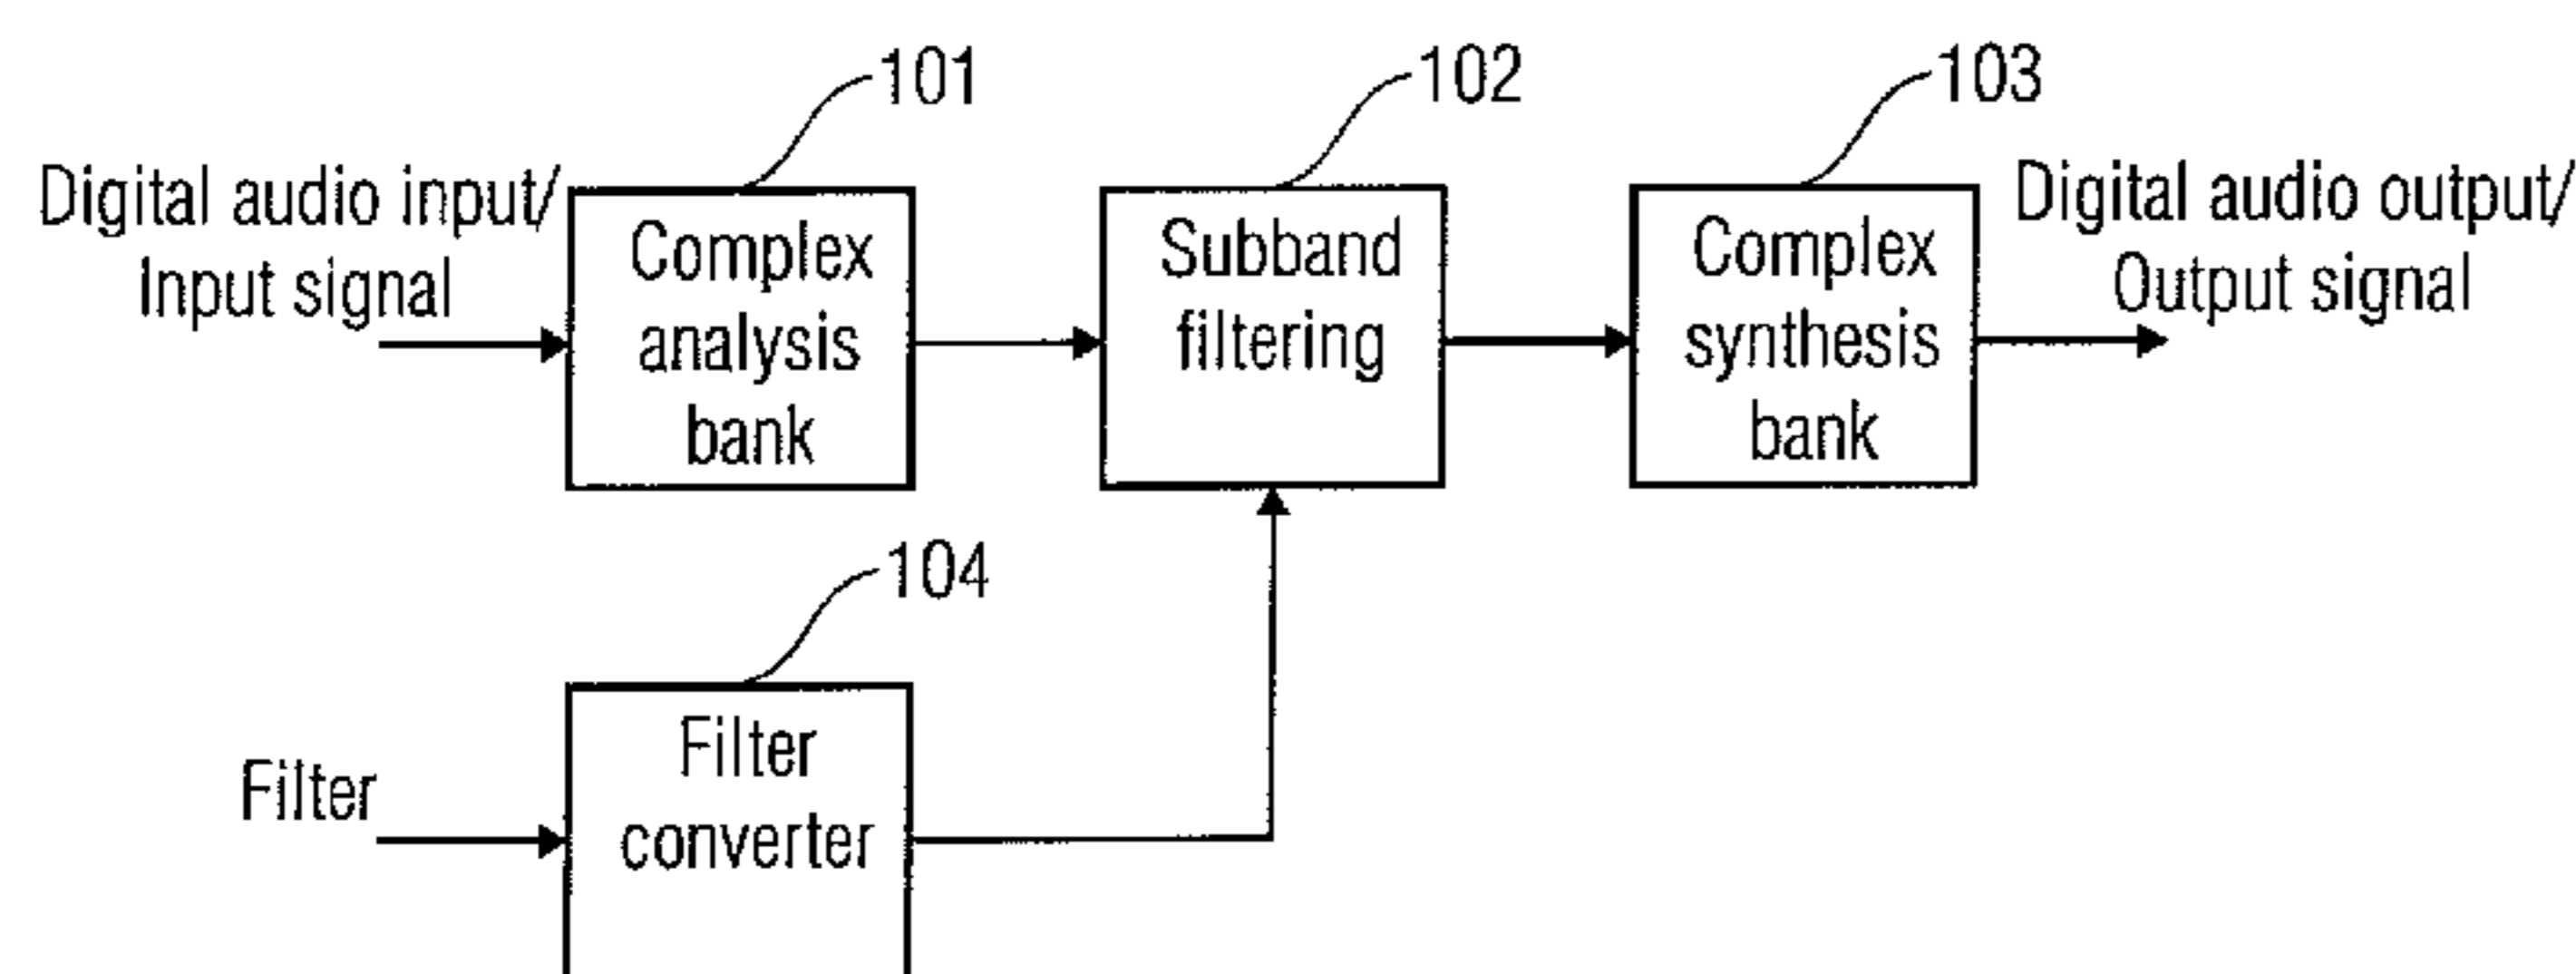 101
102
103
Digital audio input/
Input signal
Complex
analysis
bank
Subband
filtering
Complex
synthesis
bank
Digital audio output/
Output signal
104
Filter
Filter
converter